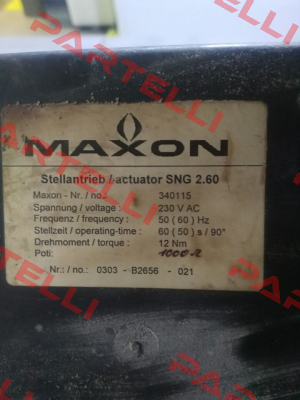 MAXON
Stellantrieb / actuator SNG 2.60
Maxon - Nr. / no.: 340115
Spannung / voltage : 230 V AC
Frequenz / frequency : 50 ( 60 ) Hz
Stellzeit / operating-time : 60 ( 50 ) s / 90°
Drehmoment / torque : 12 Nm
Poti: 1000 Ω
Nr.: / no.: 0303 - B2656 - 021
PARTELLI
PARTELLI
PARTELLI
PARTELLI